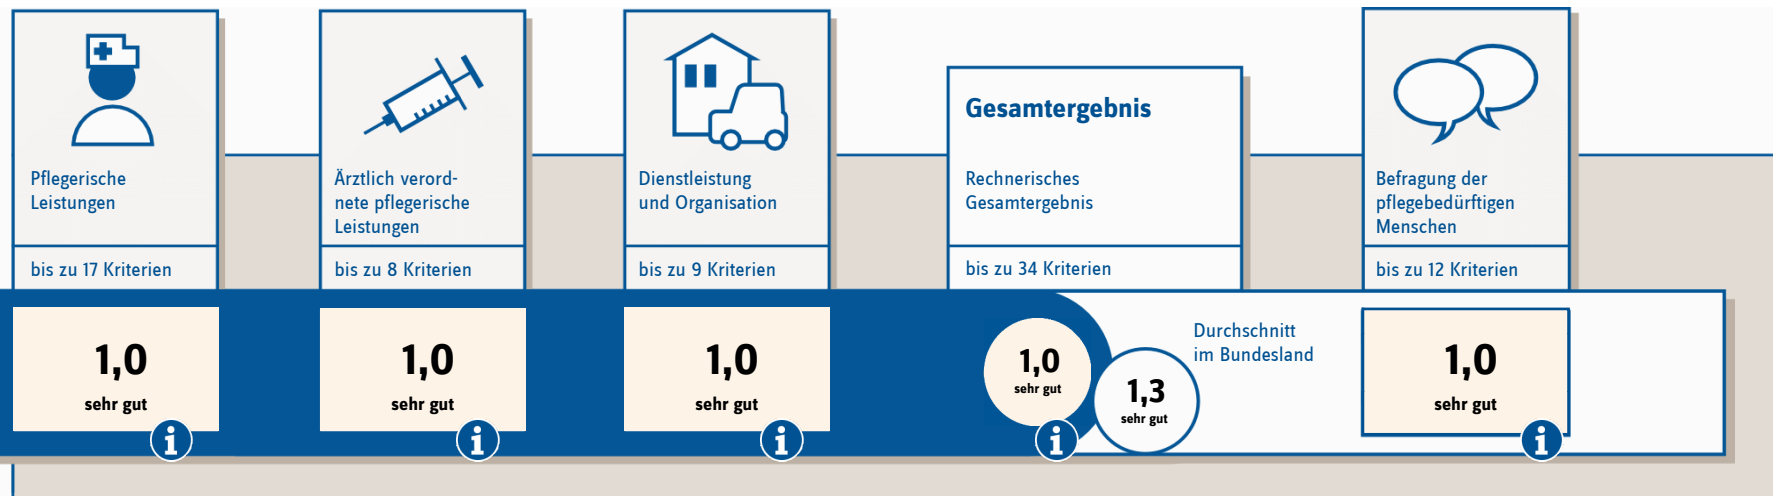 Pflegerische
Leistungen
bis zu 17 Kriterien
1,0
sehr gut
i
Ärztlich verord-
nete pflegerische
Leistungen
bis zu 8 Kriterien
1,0
sehr gut
i
Dienstleistung
und Organisation
bis zu 9 Kriterien
1,0
sehr gut
i
Gesamtergebnis
Rechnerisches
Gesamtergebnis
bis zu 34 Kriterien
1,0
sehr gut
i
1,3
sehr gut
Durchschnitt
im Bundesland
Befragung der
pflegebedürftigen
Menschen
bis zu 12 Kriterien
1,0
sehr gut
i